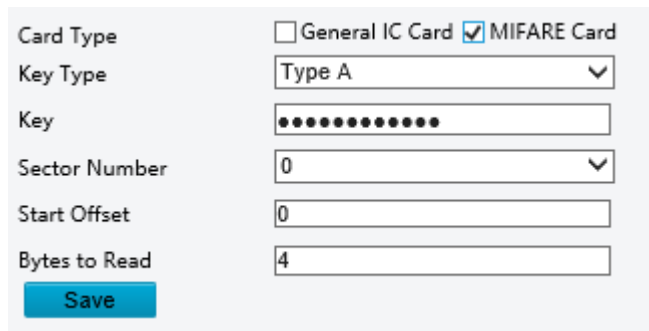 Card Type General IC Card MIFARE Card
Key Type Type A
Key ●●●●●●●●●●●●
Sector Number 0
Start Offset 0
Bytes to Read 4
Save